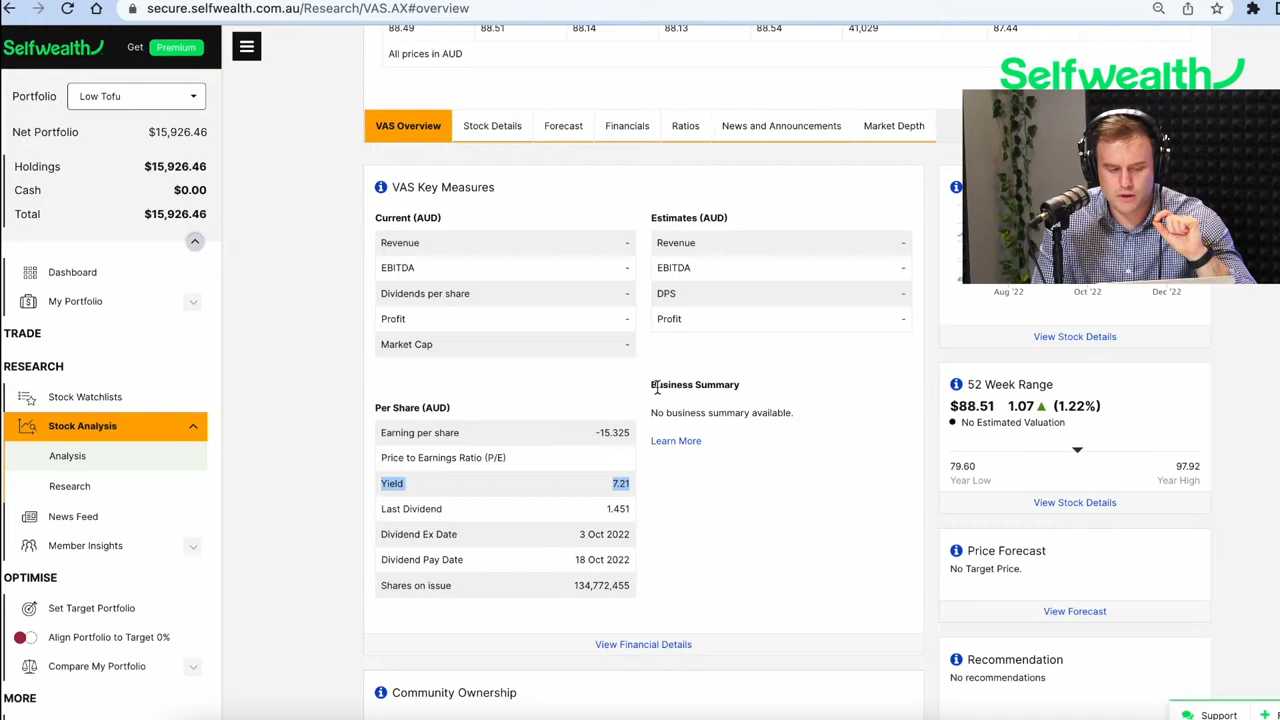 secure.selfwealth.com.au/Research/VAS.AX#overview
Selfwealth
Get Premium
Portfolio Low Tofu
Net Portfolio $15,926.46
Holdings $15,926.46
Cash $0.00
Total $15,926.46
Dashboard
My Portfolio
TRADE
RESEARCH
Stock Watchlists
Stock Analysis
Analysis
Research
News Feed
Member Insights
OPTIMISE
Set Target Portfolio
Align Portfolio to Target 0%
Compare My Portfolio
MORE
88.49 88.51 88.14 88.13 88.54 41,029 87.44
All prices in AUD
Selfwealth
VAS Overview Stock Details Forecast Financials Ratios News and Announcements Market Depth
VAS Key Measures
Current (AUD)
Revenue -
EBITDA -
Dividends per share -
Profit -
Market Cap -
Estimates (AUD)
Revenue -
EBITDA -
DPS -
Profit -
Per Share (AUD)
Earning per share -15.325
Price to Earnings Ratio (P/E)
Yield 7.21
Last Dividend 1.451
Dividend Ex Date 3 Oct 2022
Dividend Pay Date 18 Oct 2022
Shares on issue 134,772,455
Business Summary
No business summary available.
Learn More
View Financial Details
Community Ownership
Aug '22 Oct '22 Dec '22
View Stock Details
52 Week Range
$88.51 1.07 (1.22%)
No Estimated Valuation
79.60 97.92
Year Low Year High
View Stock Details
Price Forecast
No Target Price.
View Forecast
Recommendation
No recommendations
Support